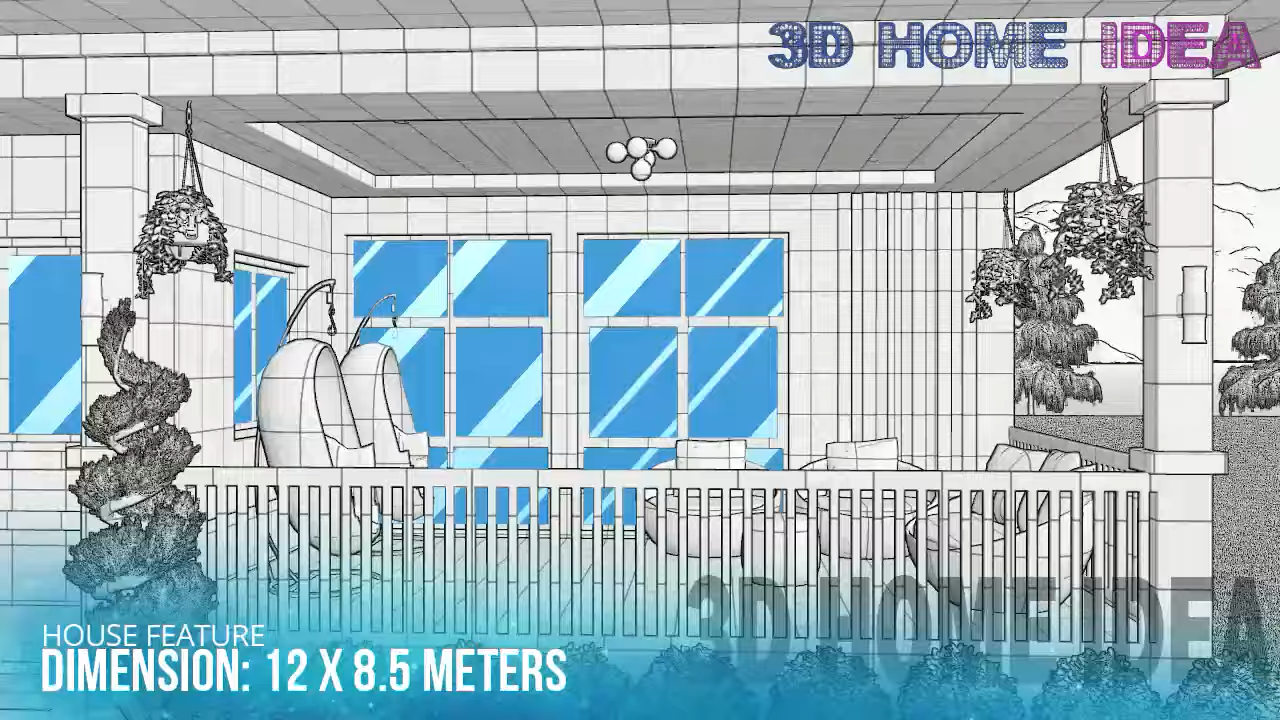 3D HOME IDEA
3D HOME IDEA
HOUSE FEATURE
DIMENSION: 12 X 8.5 METERS